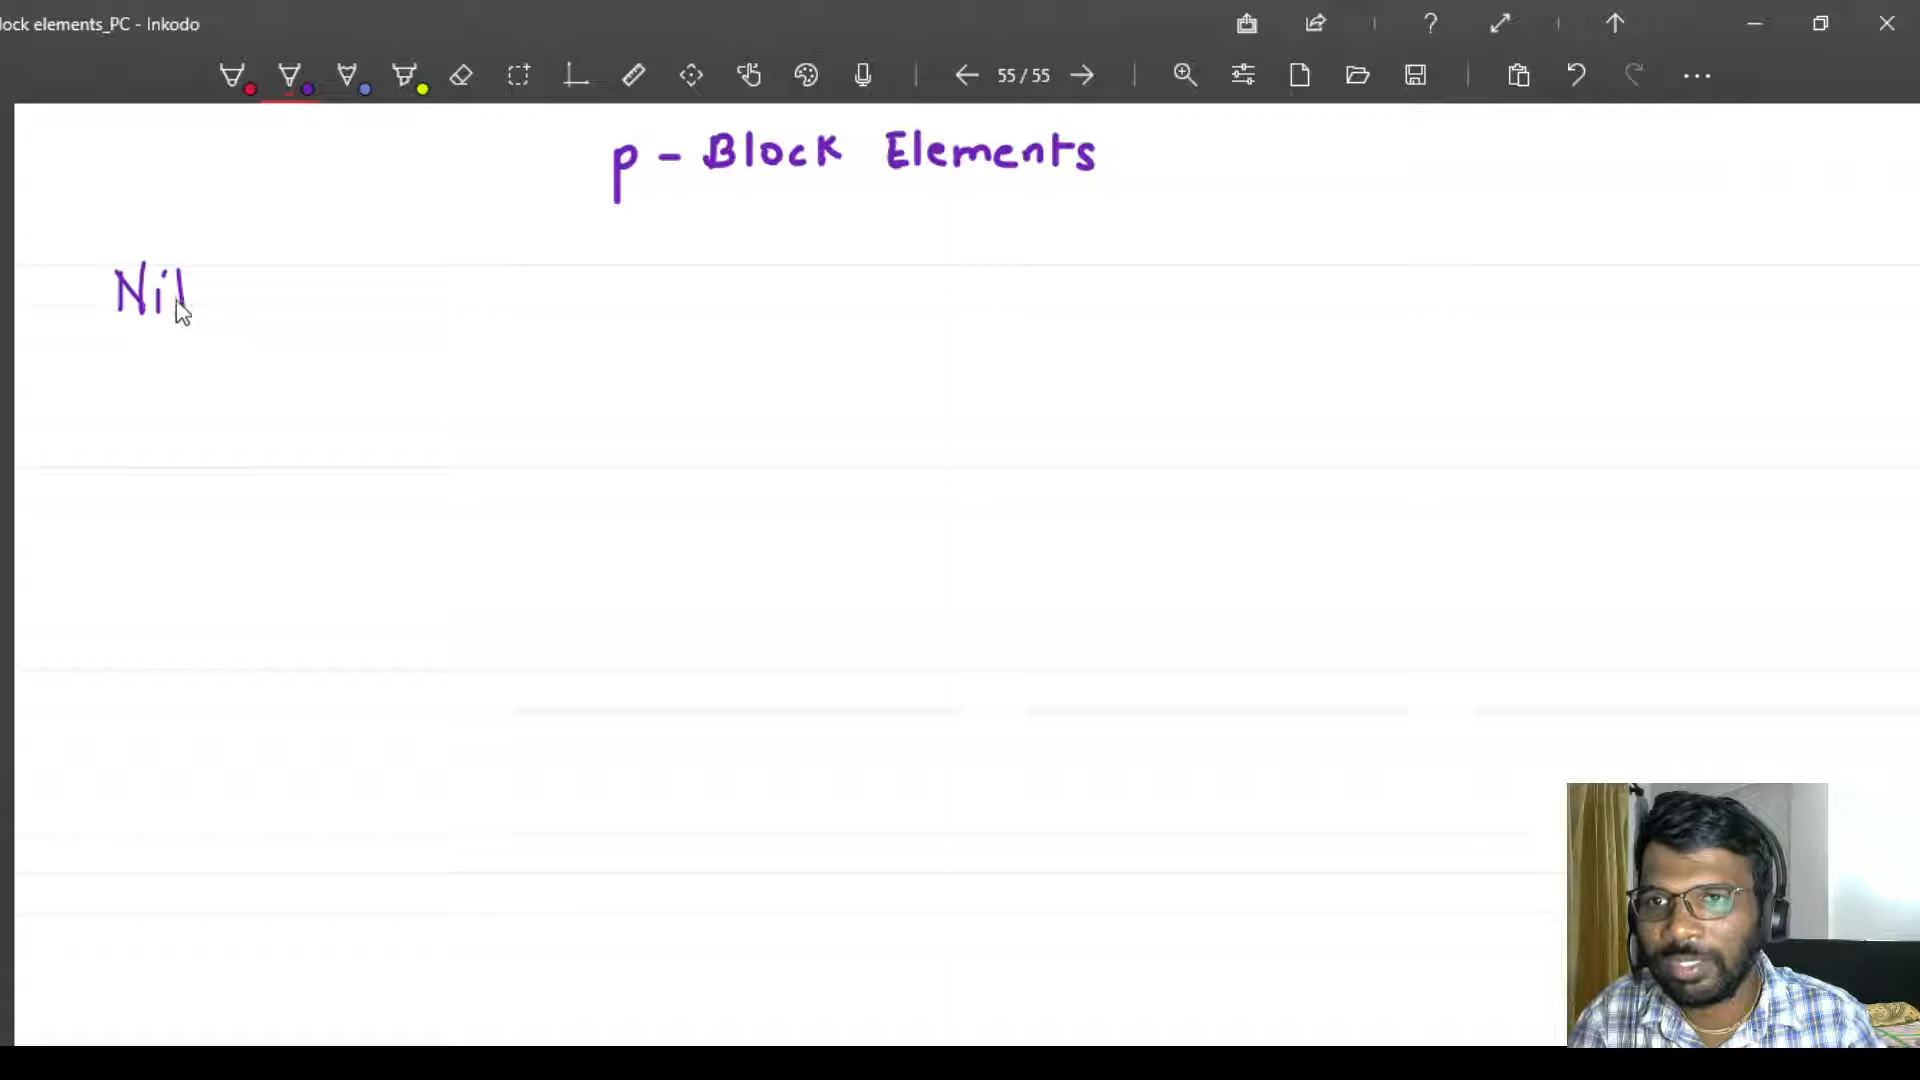 lock elements_PC - Inkodo
? 55 / 55
p - Block Elements
Nil